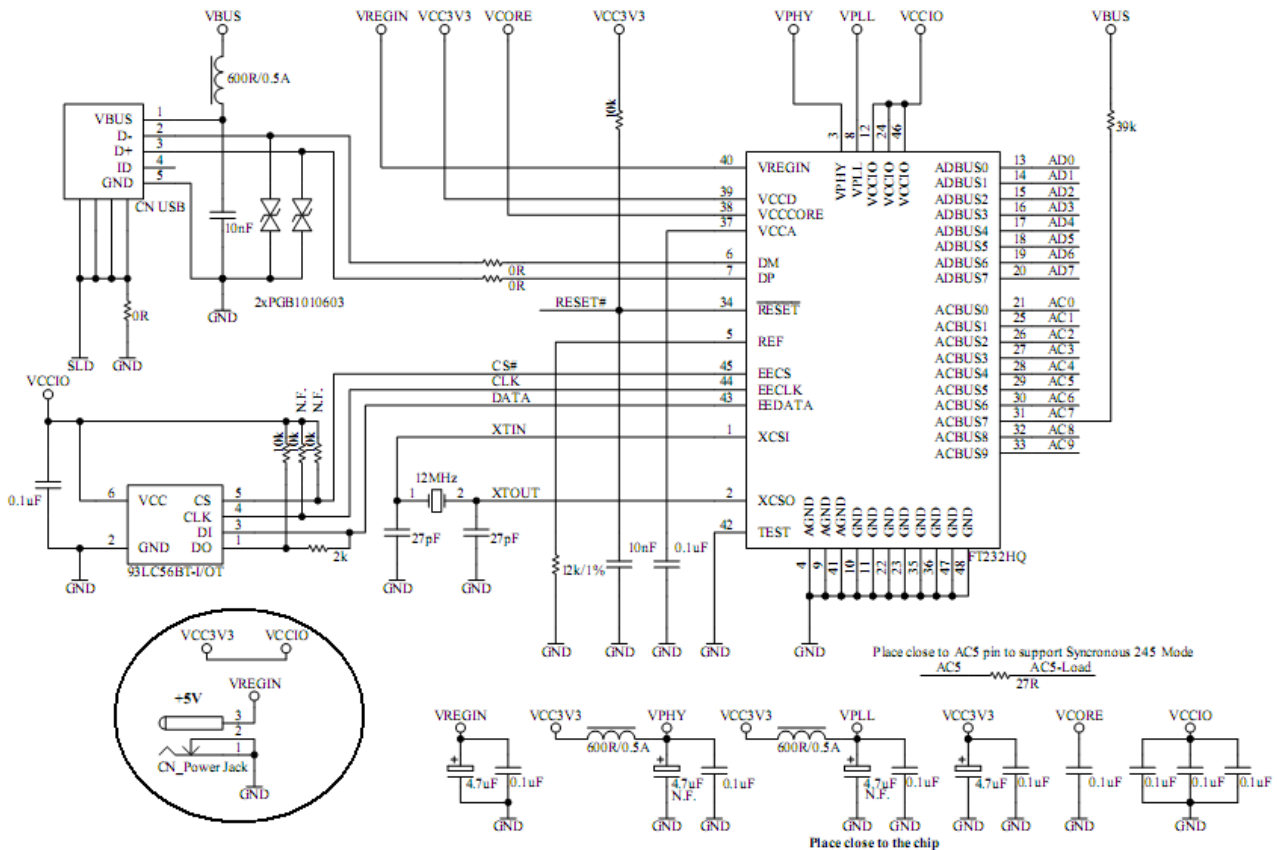 VBUS VREGIN VCC3V3 VCORE VCC3V3 VPHY VPLL VCCIO VBUS
600R/0.5A
10k
39k
VBUS 1
D- 2
D+ 3
ID 4
GND 5
CN USB
10nF
2xPGB1010603
0R
GND
SLD GND
3 8 12 24 46
VPHY VPLL VCCIO VCCIO VCCIO
40 VREGIN
39 VCCD
38 VCCCORE
37 VCCA
0R 6 DM
0R 7 DP
RESET# 34 RESET
5 REF
CS# 45 EECS
CLK 44 EECLK
DATA 43 EEDATA
XTIN 1 XCSI
XTOUT 2 XCSO
42 TEST
ADBUS0 13 AD0
ADBUS1 14 AD1
ADBUS2 15 AD2
ADBUS3 16 AD3
ADBUS4 17 AD4
ADBUS5 18 AD5
ADBUS6 19 AD6
ADBUS7 20 AD7
ACBUS0 21 AC0
ACBUS1 25 AC1
ACBUS2 26 AC2
ACBUS3 27 AC3
ACBUS4 28 AC4
ACBUS5 29 AC5
ACBUS6 30 AC6
ACBUS7 31 AC7
ACBUS8 32 AC8
ACBUS9 33 AC9
AGND AGND AGND GND GND GND GND GND GND GND GND
4 9 41 10 11 22 23 35 36 47 48
FT232HQ
VCCIO
N.F. N.F.
10k 10k 10k
0.1uF
6 VCC CS 5
CLK 4
DI 3
2 GND DO 1
2k
93LC56BT-I/OT
GND
12MHz
1 2
27pF 27pF
GND GND
12k/1%
10nF 0.1uF
GND GND GND GND GND
VCC3V3 VCCIO
VREGIN
+5V
3
2
1
CN_Power Jack
GND
Place close to AC5 pin to support Syncronous 245 Mode
AC5 AC5-Load
27R
VREGIN VCC3V3 VPHY VCC3V3 VPLL VCC3V3 VCORE VCCIO
600R/0.5A 600R/0.5A
+ + + +
4.7uF 0.1uF 4.7uF 0.1uF 4.7uF 0.1uF 4.7uF 0.1uF 0.1uF 0.1uF 0.1uF 0.1uF
N.F. N.F.
GND GND GND GND GND GND GND GND GND
Place close to the chip